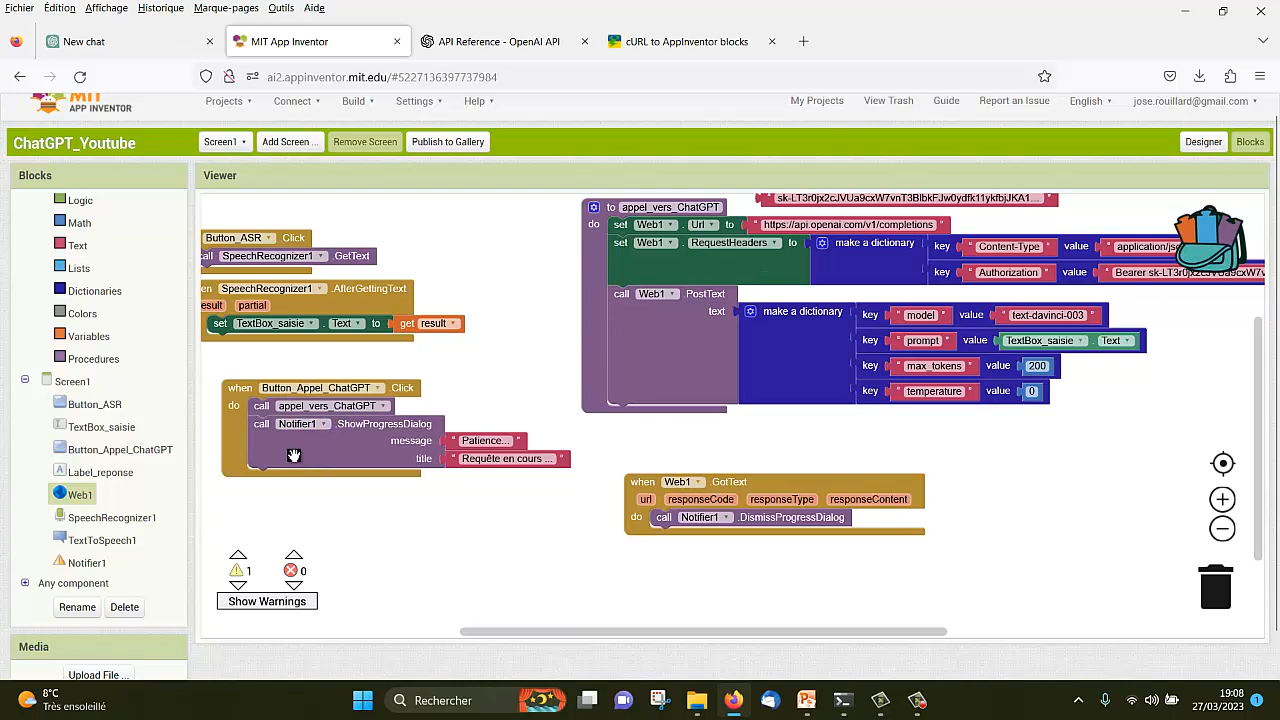 Fichier Édition Affichage Historique Marque-pages Outils Aide
New chat
MIT App Inventor
API Reference - OpenAI API
cURL to AppInventor blocks
ai2.appinventor.mit.edu/#5227136397737984
MIT
APP INVENTOR
Projects Connect Build Settings Help
My Projects View Trash Guide Report an Issue English jose.rouillard@gmail.com
ChatGPT_Youtube
Screen1 Add Screen ... Remove Screen Publish to Gallery
Designer Blocks
Blocks
Viewer
Logic
Math
Text
Lists
Dictionaries
Colors
Variables
Procedures
Screen1
Button_ASR
TextBox_saisie
Button_Appel_ChatGPT
Label_reponse
Web1
SpeechRecognizer1
TextToSpeech1
Notifier1
Any component
Rename Delete
Media
Upload File ...
Button_ASR .Click
call SpeechRecognizer1 .GetText
SpeechRecognizer1 .AfterGettingText
result partial
set TextBox_saisie . Text to get result
when Button_Appel_ChatGPT .Click
do call appel_vers_ChatGPT
call Notifier1 .ShowProgressDialog
message " Patience... "
title " Requête en cours ... "
to appel_vers_ChatGPT
do set Web1 . Url to " https://api.openai.com/v1/completions "
set Web1 . RequestHeaders to make a dictionary key " Content-Type " value
key " Authorization " value
call Web1 .PostText
text make a dictionary key " model " value " text-davinci-003 "
key " prompt " value TextBox_saisie . Text
key " max_tokens " value 200
key " temperature " value 0
when Web1 .GotText
url responseCode responseType responseContent
do call Notifier1 .DismissProgressDialog
1 0
Show Warnings
8°C
Très ensoleillé
Rechercher
19:08
27/03/2023